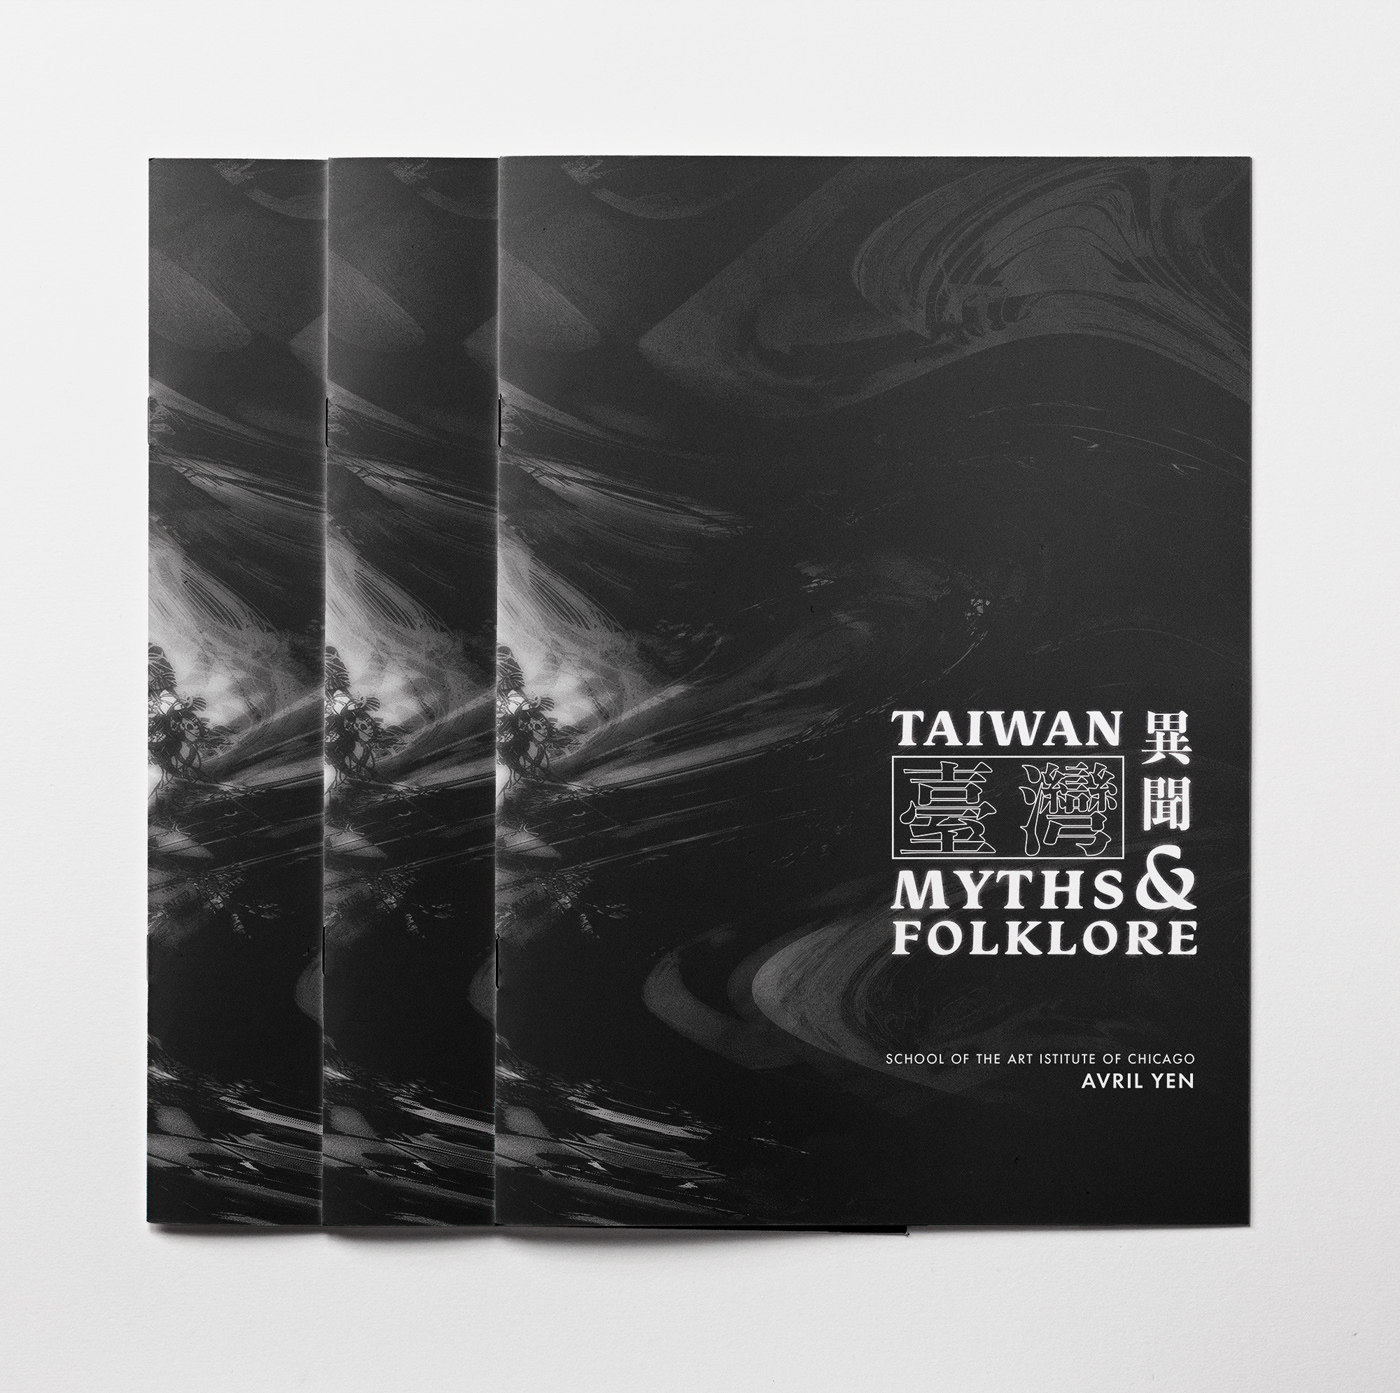 TAIWAN
異聞
臺灣
MYTHS &
FOLKLORE
SCHOOL OF THE ART ISTITUTE OF CHICAGO
AVRIL YEN